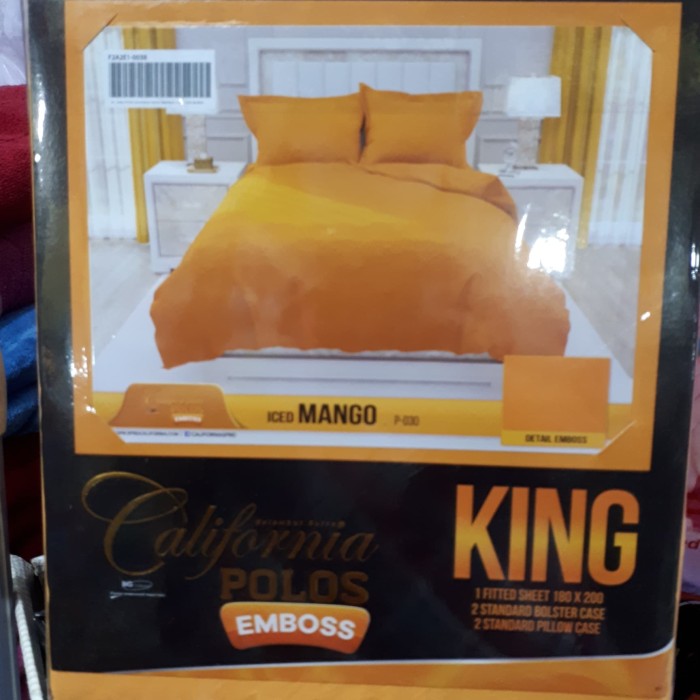 ICED MANGO P-030
DETAIL EMBOSS
California
POLOS
EMBOSS
KING
1 FITTED SHEET 180 X 200
2 STANDARD BOLSTER CASE
2 STANDARD PILLOW CASE